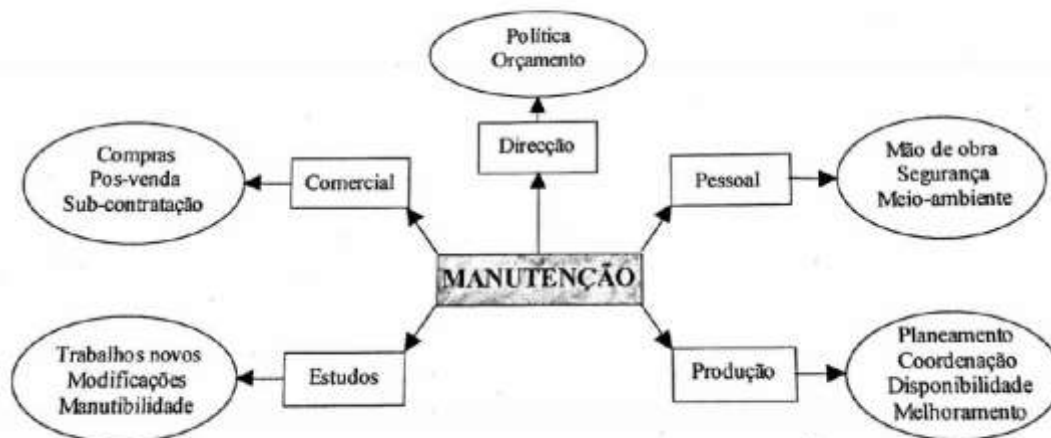 Política
Orçamento
Direcção
Compras
Pos-venda
Sub-contratação
Comercial
Pessoal
Mão de obra
Segurança
Meio-ambiente
MANUTENÇÃO
Trabalhos novos
Modificações
Manutibilidade
Estudos
Produção
Planeamento
Coordenação
Disponibilidade
Melhoramento